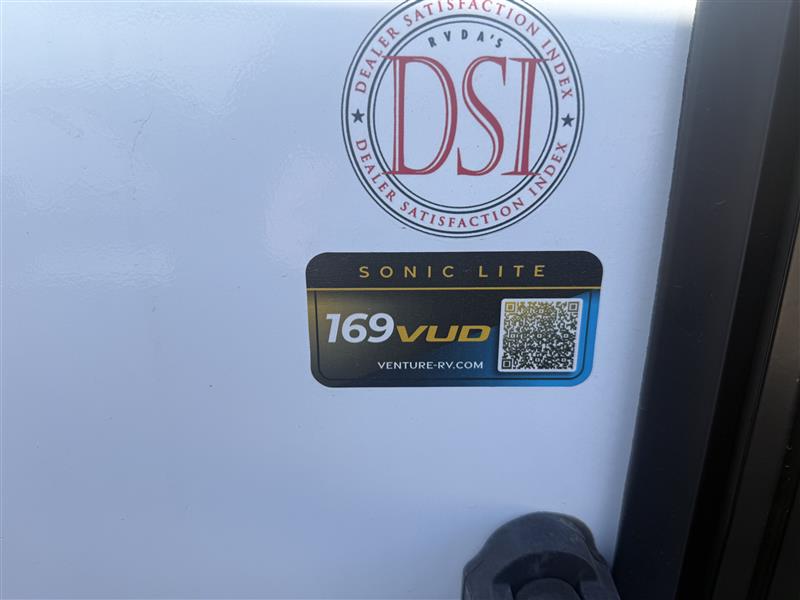 DEALER SATISFACTION INDEX
RVDA'S
DSI
DEALER SATISFACTION INDEX
SONIC LITE
169VUD
VENTURE-RV.COM